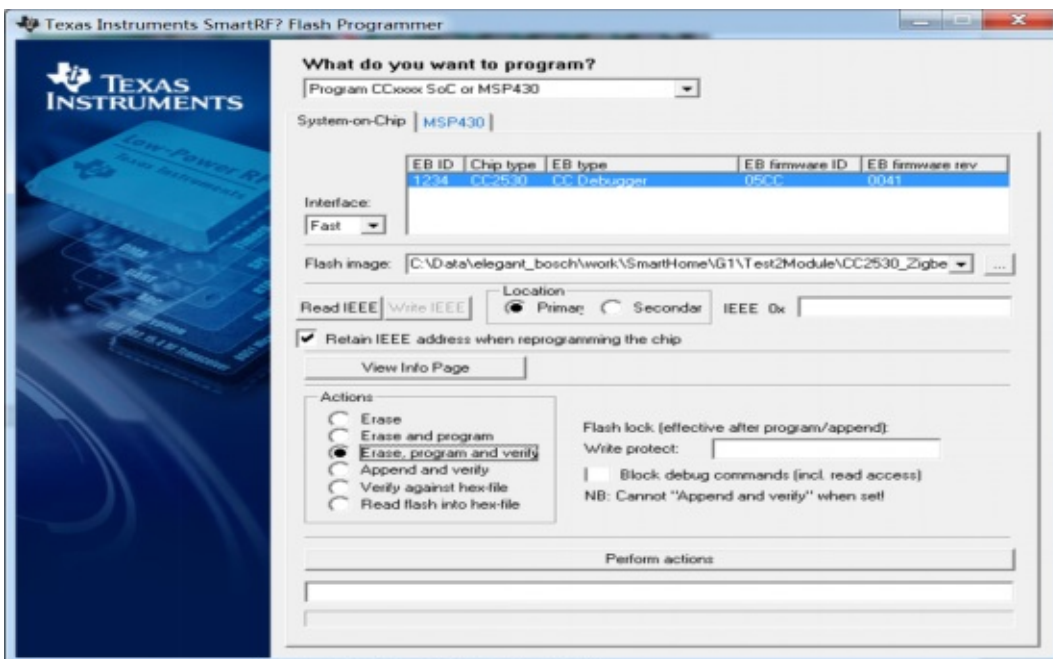 Texas Instruments SmartRF? Flash Programmer
TEXAS
INSTRUMENTS
Low-Power RF
Texas Instruments
What do you want to program?
Program CCxxxx SoC or MSP430
System-on-Chip MSP430
EB ID Chip type EB type EB firmware ID EB firmware rev
1234 CC2530 CC Debugger 05CC 0041
Interface:
Fast
Flash image: C:\Data\elegant_bosch\work\SmartHome\G1\Test2Module\CC2530_Zigbe ...
Location
Read IEEE Write IEEE Primar Secondar IEEE 0x
Retain IEEE address when reprogramming the chip
View Info Page
Actions
Erase
Erase and program
Erase, program and verify
Append and verify
Verify against hex-file
Read flash into hex-file
Flash lock (effective after program/append):
Write protect:
Block debug commands (incl. read access)
NB: Cannot "Append and verify" when set!
Perform actions